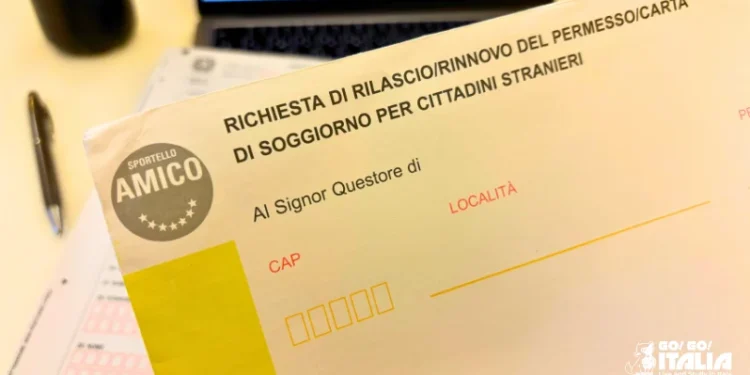 RICHIESTA DI RILASCIO/RINNOVO DEL PERMESSO/CARTA
DI SOGGIORNO PER CITTADINI STRANIERI
SPORTELLO
AMICO
Al Signor Questore di
CAP
LOCALITÀ
GO! GO!
ITALIA